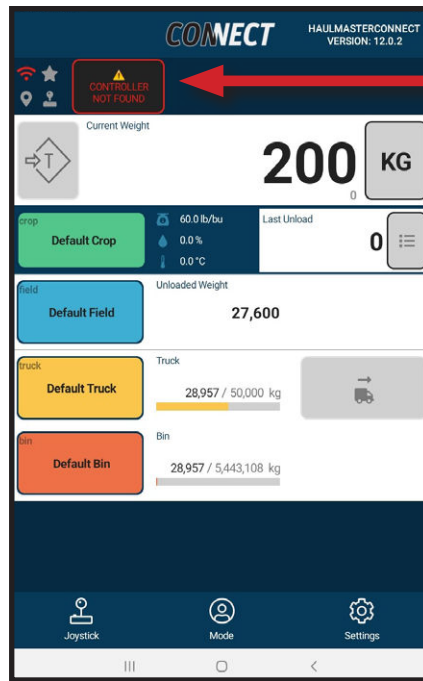 CONNECT
HAULMASTERCONNECT
VERSION: 12.0.2
CONTROLLER
NOT FOUND
Current Weight
T
200
0
KG
crop
Default Crop
60.0 lb/bu
0.0 %
0.0 °C
Last Unload
0
field
Default Field
Unloaded Weight
27,600
truck
Default Truck
Truck
28,957 / 50,000 kg
bin
Default Bin
Bin
28,957 / 5,443,108 kg
Joystick
Mode
Settings